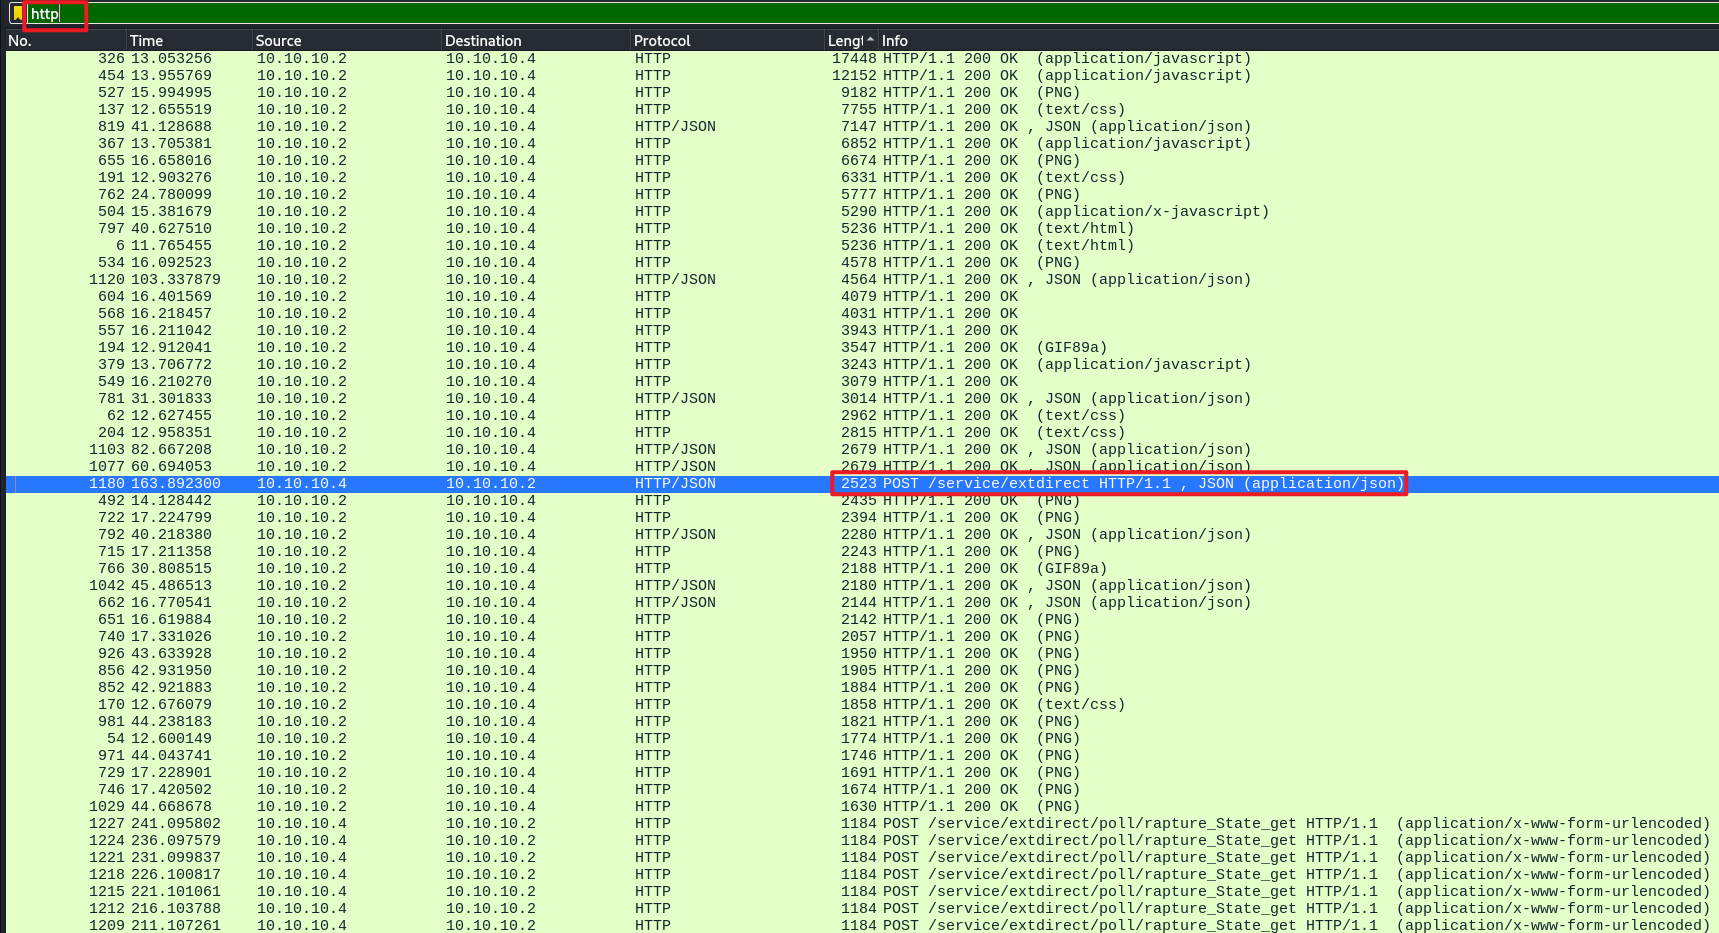 http
No. Time Source Destination Protocol Lengt Info
326 13.053256 10.10.10.2 10.10.10.4 HTTP 17448 HTTP/1.1 200 OK (application/javascript)
454 13.955769 10.10.10.2 10.10.10.4 HTTP 12152 HTTP/1.1 200 OK (application/javascript)
527 15.994995 10.10.10.2 10.10.10.4 HTTP 9182 HTTP/1.1 200 OK (PNG)
137 12.655519 10.10.10.2 10.10.10.4 HTTP 7755 HTTP/1.1 200 OK (text/css)
819 41.128688 10.10.10.2 10.10.10.4 HTTP/JSON 7147 HTTP/1.1 200 OK , JSON (application/json)
367 13.705381 10.10.10.2 10.10.10.4 HTTP 6852 HTTP/1.1 200 OK (application/javascript)
655 16.658016 10.10.10.2 10.10.10.4 HTTP 6674 HTTP/1.1 200 OK (PNG)
191 12.903276 10.10.10.2 10.10.10.4 HTTP 6331 HTTP/1.1 200 OK (text/css)
762 24.780099 10.10.10.2 10.10.10.4 HTTP 5777 HTTP/1.1 200 OK (PNG)
504 15.381679 10.10.10.2 10.10.10.4 HTTP 5290 HTTP/1.1 200 OK (application/x-javascript)
797 40.627510 10.10.10.2 10.10.10.4 HTTP 5236 HTTP/1.1 200 OK (text/html)
6 11.765455 10.10.10.2 10.10.10.4 HTTP 5236 HTTP/1.1 200 OK (text/html)
534 16.092523 10.10.10.2 10.10.10.4 HTTP 4578 HTTP/1.1 200 OK (PNG)
1120 103.337879 10.10.10.2 10.10.10.4 HTTP/JSON 4564 HTTP/1.1 200 OK , JSON (application/json)
604 16.401569 10.10.10.2 10.10.10.4 HTTP 4079 HTTP/1.1 200 OK
568 16.218457 10.10.10.2 10.10.10.4 HTTP 4031 HTTP/1.1 200 OK
557 16.211042 10.10.10.2 10.10.10.4 HTTP 3943 HTTP/1.1 200 OK
194 12.912041 10.10.10.2 10.10.10.4 HTTP 3547 HTTP/1.1 200 OK (GIF89a)
379 13.706772 10.10.10.2 10.10.10.4 HTTP 3243 HTTP/1.1 200 OK (application/javascript)
549 16.210270 10.10.10.2 10.10.10.4 HTTP 3079 HTTP/1.1 200 OK
781 31.301833 10.10.10.2 10.10.10.4 HTTP/JSON 3014 HTTP/1.1 200 OK , JSON (application/json)
62 12.627455 10.10.10.2 10.10.10.4 HTTP 2962 HTTP/1.1 200 OK (text/css)
204 12.958351 10.10.10.2 10.10.10.4 HTTP 2815 HTTP/1.1 200 OK (text/css)
1103 82.667208 10.10.10.2 10.10.10.4 HTTP/JSON 2679 HTTP/1.1 200 OK , JSON (application/json)
1077 60.694053 10.10.10.2 10.10.10.4 HTTP/JSON 2679 HTTP/1.1 200 OK , JSON (application/json)
1180 163.892300 10.10.10.4 10.10.10.2 HTTP/JSON 2523 POST /service/extdirect HTTP/1.1 , JSON (application/json)
492 14.128442 10.10.10.2 10.10.10.4 HTTP 2435 HTTP/1.1 200 OK (PNG)
722 17.224799 10.10.10.2 10.10.10.4 HTTP 2394 HTTP/1.1 200 OK (PNG)
792 40.218380 10.10.10.2 10.10.10.4 HTTP/JSON 2280 HTTP/1.1 200 OK , JSON (application/json)
715 17.211358 10.10.10.2 10.10.10.4 HTTP 2243 HTTP/1.1 200 OK (PNG)
766 30.808515 10.10.10.2 10.10.10.4 HTTP 2188 HTTP/1.1 200 OK (GIF89a)
1042 45.486513 10.10.10.2 10.10.10.4 HTTP/JSON 2180 HTTP/1.1 200 OK , JSON (application/json)
662 16.770541 10.10.10.2 10.10.10.4 HTTP/JSON 2144 HTTP/1.1 200 OK , JSON (application/json)
651 16.619884 10.10.10.2 10.10.10.4 HTTP 2142 HTTP/1.1 200 OK (PNG)
740 17.331026 10.10.10.2 10.10.10.4 HTTP 2057 HTTP/1.1 200 OK (PNG)
926 43.633928 10.10.10.2 10.10.10.4 HTTP 1950 HTTP/1.1 200 OK (PNG)
856 42.931950 10.10.10.2 10.10.10.4 HTTP 1905 HTTP/1.1 200 OK (PNG)
852 42.921883 10.10.10.2 10.10.10.4 HTTP 1884 HTTP/1.1 200 OK (PNG)
170 12.676079 10.10.10.2 10.10.10.4 HTTP 1858 HTTP/1.1 200 OK (text/css)
981 44.238183 10.10.10.2 10.10.10.4 HTTP 1821 HTTP/1.1 200 OK (PNG)
54 12.600149 10.10.10.2 10.10.10.4 HTTP 1774 HTTP/1.1 200 OK (PNG)
971 44.043741 10.10.10.2 10.10.10.4 HTTP 1746 HTTP/1.1 200 OK (PNG)
729 17.228901 10.10.10.2 10.10.10.4 HTTP 1691 HTTP/1.1 200 OK (PNG)
746 17.420502 10.10.10.2 10.10.10.4 HTTP 1674 HTTP/1.1 200 OK (PNG)
1029 44.668678 10.10.10.2 10.10.10.4 HTTP 1630 HTTP/1.1 200 OK (PNG)
1227 241.095802 10.10.10.4 10.10.10.2 HTTP 1184 POST /service/extdirect/poll/rapture_State_get HTTP/1.1 (application/x-www-form-urlencoded)
1224 236.097579 10.10.10.4 10.10.10.2 HTTP 1184 POST /service/extdirect/poll/rapture_State_get HTTP/1.1 (application/x-www-form-urlencoded)
1221 231.099837 10.10.10.4 10.10.10.2 HTTP 1184 POST /service/extdirect/poll/rapture_State_get HTTP/1.1 (application/x-www-form-urlencoded)
1218 226.100817 10.10.10.4 10.10.10.2 HTTP 1184 POST /service/extdirect/poll/rapture_State_get HTTP/1.1 (application/x-www-form-urlencoded)
1215 221.101061 10.10.10.4 10.10.10.2 HTTP 1184 POST /service/extdirect/poll/rapture_State_get HTTP/1.1 (application/x-www-form-urlencoded)
1212 216.103788 10.10.10.4 10.10.10.2 HTTP 1184 POST /service/extdirect/poll/rapture_State_get HTTP/1.1 (application/x-www-form-urlencoded)
1209 211.107261 10.10.10.4 10.10.10.2 HTTP 1184 POST /service/extdirect/poll/rapture_State_get HTTP/1.1 (application/x-www-form-urlencoded)